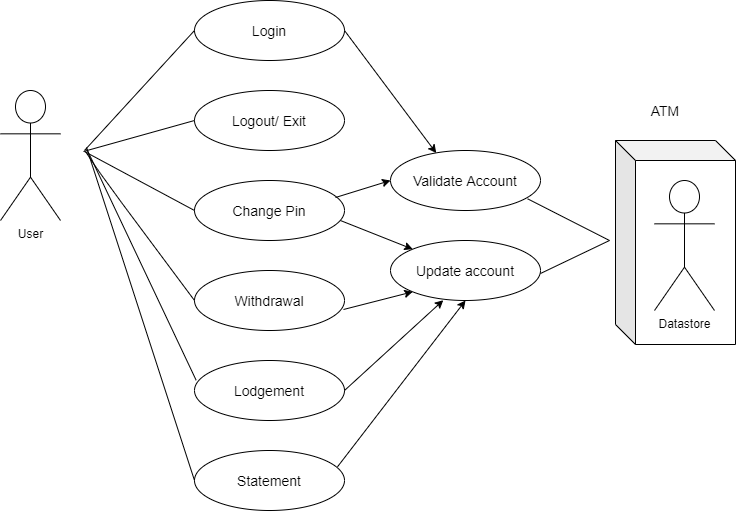 Login
Logout/ Exit
ATM
Validate Account
Change Pin
User
Update account
Withdrawal
Datastore
Lodgement
Statement